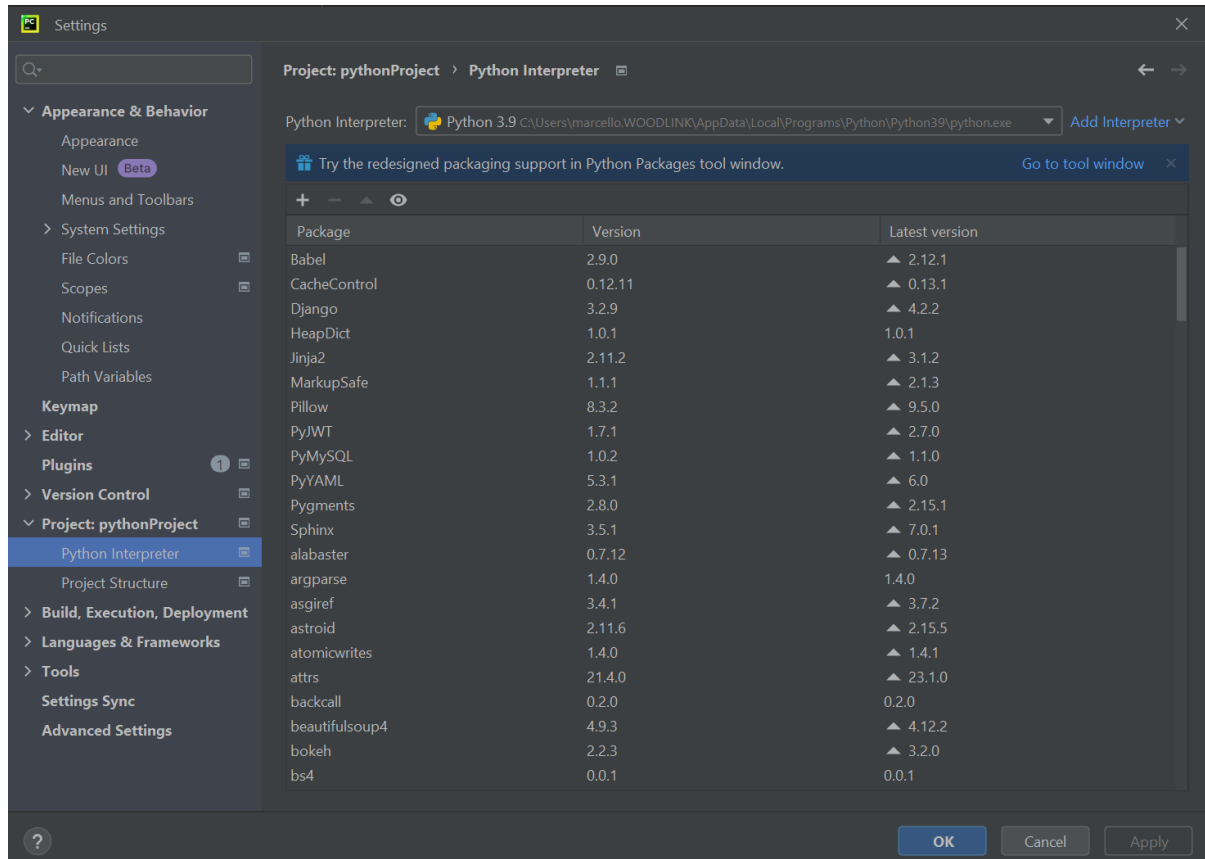 PC Settings
Project: pythonProject > Python Interpreter
Appearance & Behavior
Appearance
New UI Beta
Menus and Toolbars
System Settings
File Colors
Scopes
Notifications
Quick Lists
Path Variables
Keymap
Editor
Plugins 1
Version Control
Project: pythonProject
Python Interpreter
Project Structure
Build, Execution, Deployment
Languages & Frameworks
Tools
Settings Sync
Advanced Settings
Python Interpreter: Python 3.9 C:\Users\marcello.WOODLINK\AppData\Local\Programs\Python\Python39\python.exe Add Interpreter
Try the redesigned packaging support in Python Packages tool window. Go to tool window
Package Version Latest version
Babel 2.9.0 2.12.1
CacheControl 0.12.11 0.13.1
Django 3.2.9 4.2.2
HeapDict 1.0.1 1.0.1
Jinja2 2.11.2 3.1.2
MarkupSafe 1.1.1 2.1.3
Pillow 8.3.2 9.5.0
PyJWT 1.7.1 2.7.0
PyMySQL 1.0.2 1.1.0
PyYAML 5.3.1 6.0
Pygments 2.8.0 2.15.1
Sphinx 3.5.1 7.0.1
alabaster 0.7.12 0.7.13
argparse 1.4.0 1.4.0
asgiref 3.4.1 3.7.2
astroid 2.11.6 2.15.5
atomicwrites 1.4.0 1.4.1
attrs 21.4.0 23.1.0
backcall 0.2.0 0.2.0
beautifulsoup4 4.9.3 4.12.2
bokeh 2.2.3 3.2.0
bs4 0.0.1 0.0.1
? OK Cancel Apply